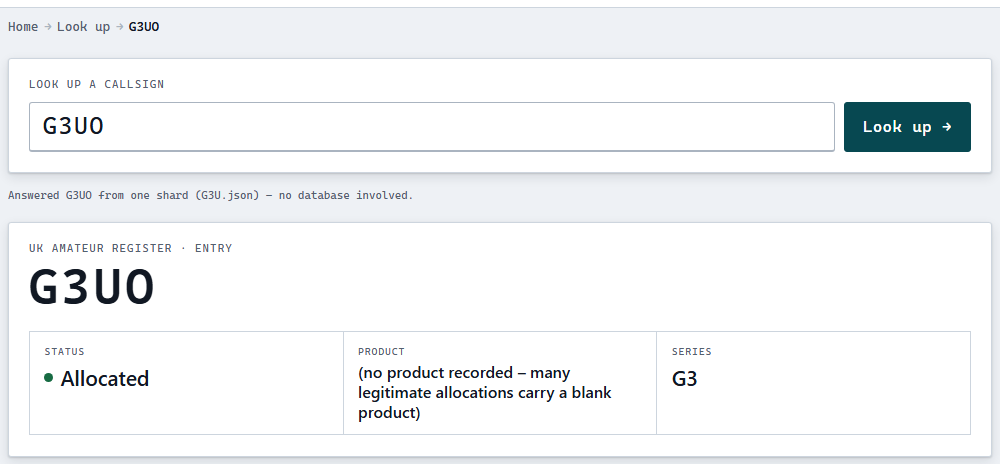 Home → Look up → G3UO
LOOK UP A CALLSIGN
G3UO
Look up →
Answered G3UO from one shard (G3U.json) – no database involved.
UK AMATEUR REGISTER · ENTRY
G3UO
STATUS
Allocated
PRODUCT
(no product recorded – many
legitimate allocations carry a blank
product)
SERIES
G3